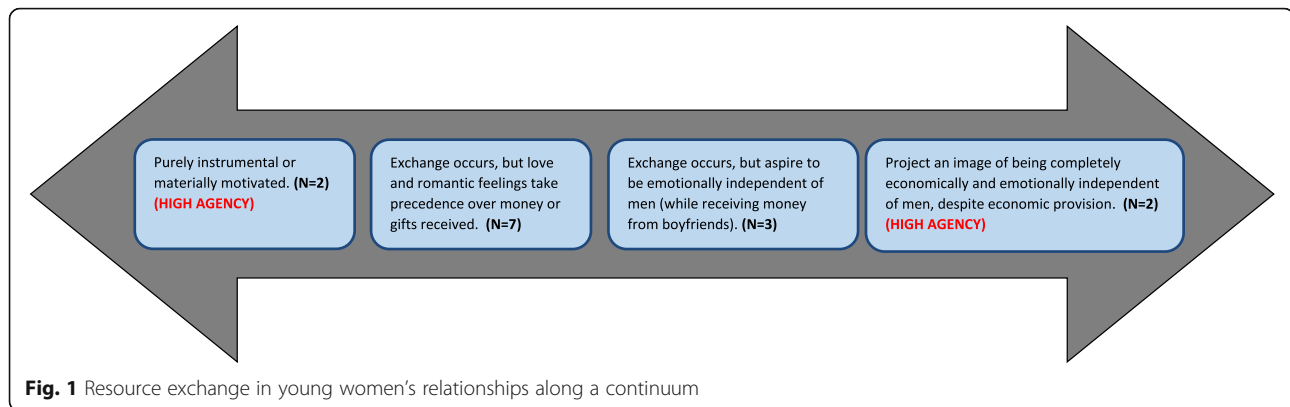 Purely instrumental or
materially motivated. (N=2)
(HIGH AGENCY)
Exchange occurs, but love
and romantic feelings take
precedence over money or
gifts received. (N=7)
Exchange occurs, but aspire to
be emotionally independent of
men (while receiving money
from boyfriends). (N=3)
Project an image of being completely
economically and emotionally independent
of men, despite economic provision. (N=2)
(HIGH AGENCY)
Fig. 1 Resource exchange in young women's relationships along a continuum